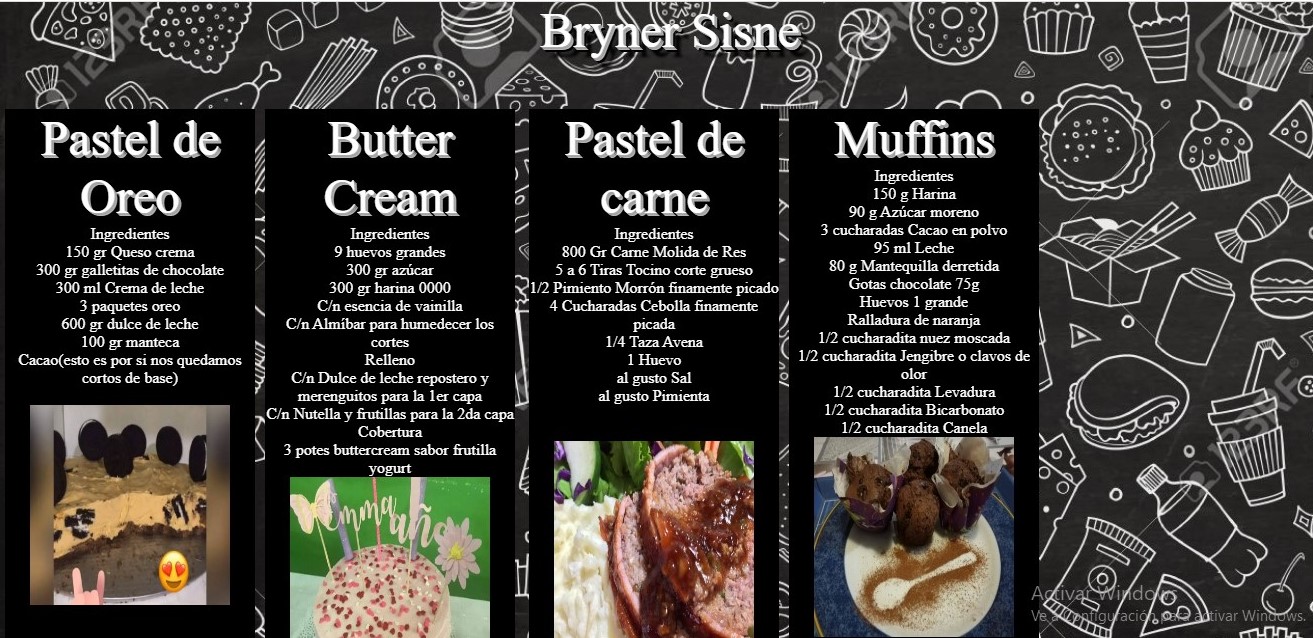 Bryner Sisne
Pastel de
Oreo
Ingredientes
150 gr Queso crema
300 gr galletitas de chocolate
300 ml Crema de leche
3 paquetes oreo
600 gr dulce de leche
100 gr manteca
Cacao(esto es por si nos quedamos
cortos de base)
Butter
Cream
Ingredientes
9 huevos grandes
300 gr azúcar
300 gr harina 0000
C/n esencia de vainilla
C/n Almíbar para humedecer los
cortes
Relleno
C/n Dulce de leche repostero y
merenguitos para la 1er capa
C/n Nutella y frutillas para la 2da capa
Cobertura
3 potes buttercream sabor frutilla
yogurt
Emma
año
Pastel de
carne
Ingredientes
800 Gr Carne Molida de Res
5 a 6 Tiras Tocino corte grueso
1/2 Pimiento Morrón finamente picado
4 Cucharadas Cebolla finamente
picada
1/4 Taza Avena
1 Huevo
al gusto Sal
al gusto Pimienta
Muffins
Ingredientes
150 g Harina
90 g Azúcar moreno
3 cucharadas Cacao en polvo
95 ml Leche
80 g Mantequilla derretida
Gotas chocolate 75g
Huevos 1 grande
Ralladura de naranja
1/2 cucharadita nuez moscada
1/2 cucharadita Jengibre o clavos de
olor
1/2 cucharadita Levadura
1/2 cucharadita Bicarbonato
1/2 cucharadita Canela
123RF
Activar Windows
Ve a Configuración para activar Windows.